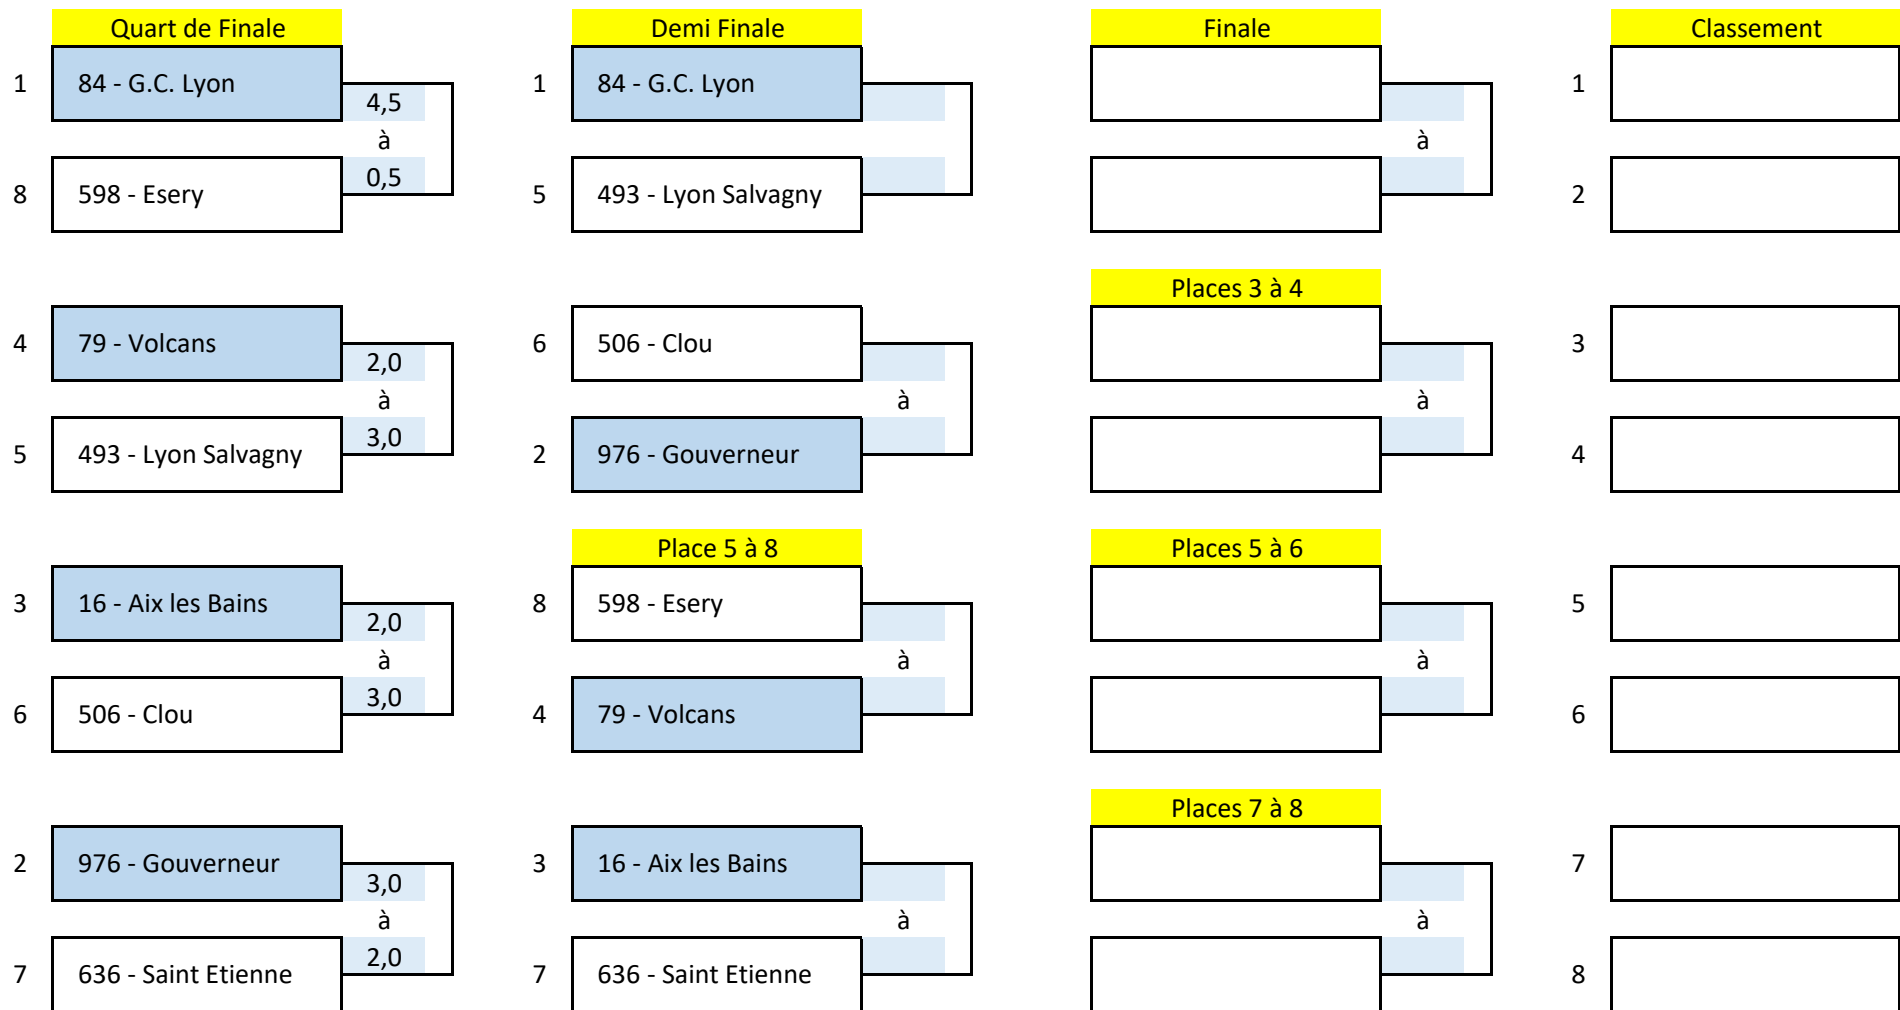 Quart de Finale
Demi Finale
Finale
Classement
1
84 - G.C. Lyon
4,5
1
84 - G.C. Lyon
1
à
à
8
598 - Esery
0,5
5
493 - Lyon Salvagny
2
Places 3 à 4
4
79 - Volcans
2,0
6
506 - Clou
3
à
à
à
5
493 - Lyon Salvagny
3,0
2
976 - Gouverneur
4
Place 5 à 8
Places 5 à 6
3
16 - Aix les Bains
2,0
8
598 - Esery
5
à
à
à
6
506 - Clou
3,0
4
79 - Volcans
6
Places 7 à 8
2
976 - Gouverneur
3,0
3
16 - Aix les Bains
7
à
à
à
7
636 - Saint Etienne
2,0
7
636 - Saint Etienne
8